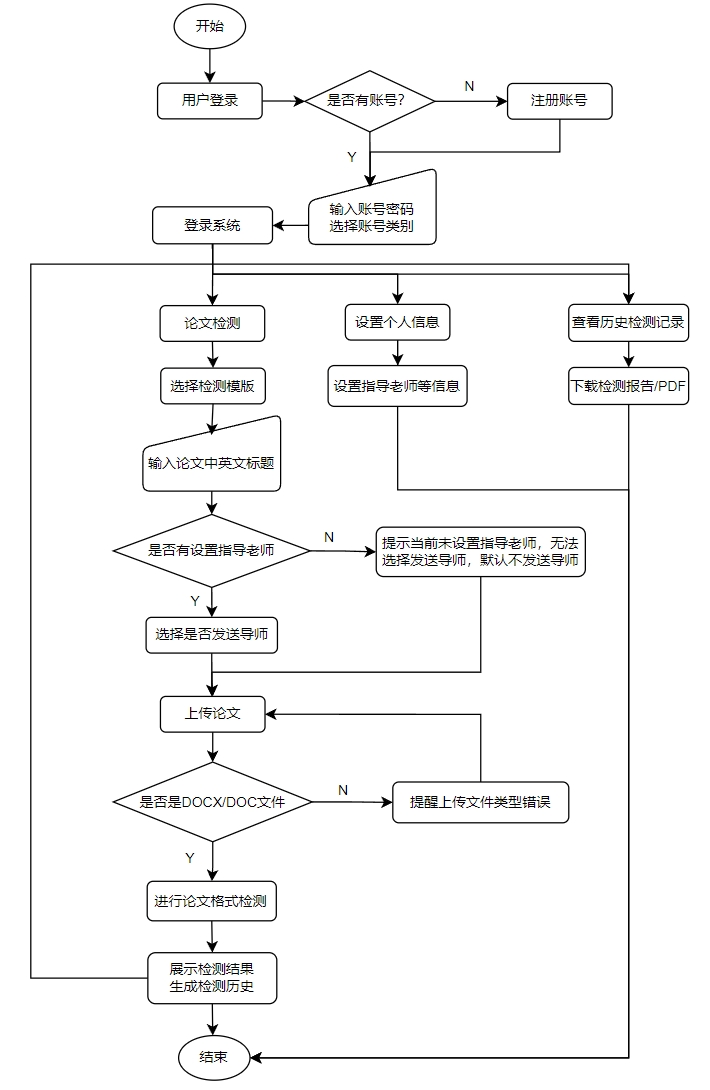 开始
用户登录
是否有账号?
N
注册账号
Y
输入账号密码
选择账号类别
登录系统
论文检测
设置个人信息
查看历史检测记录
选择检测模版
设置指导老师等信息
下载检测报告/PDF
输入论文中英文标题
是否有设置指导老师
N
提示当前未设置指导老师，无法
选择发送导师，默认不发送导师
Y
选择是否发送导师
上传论文
是否是DOCX/DOC文件
N
提醒上传文件类型错误
Y
进行论文格式检测
展示检测结果
生成检测历史
结束